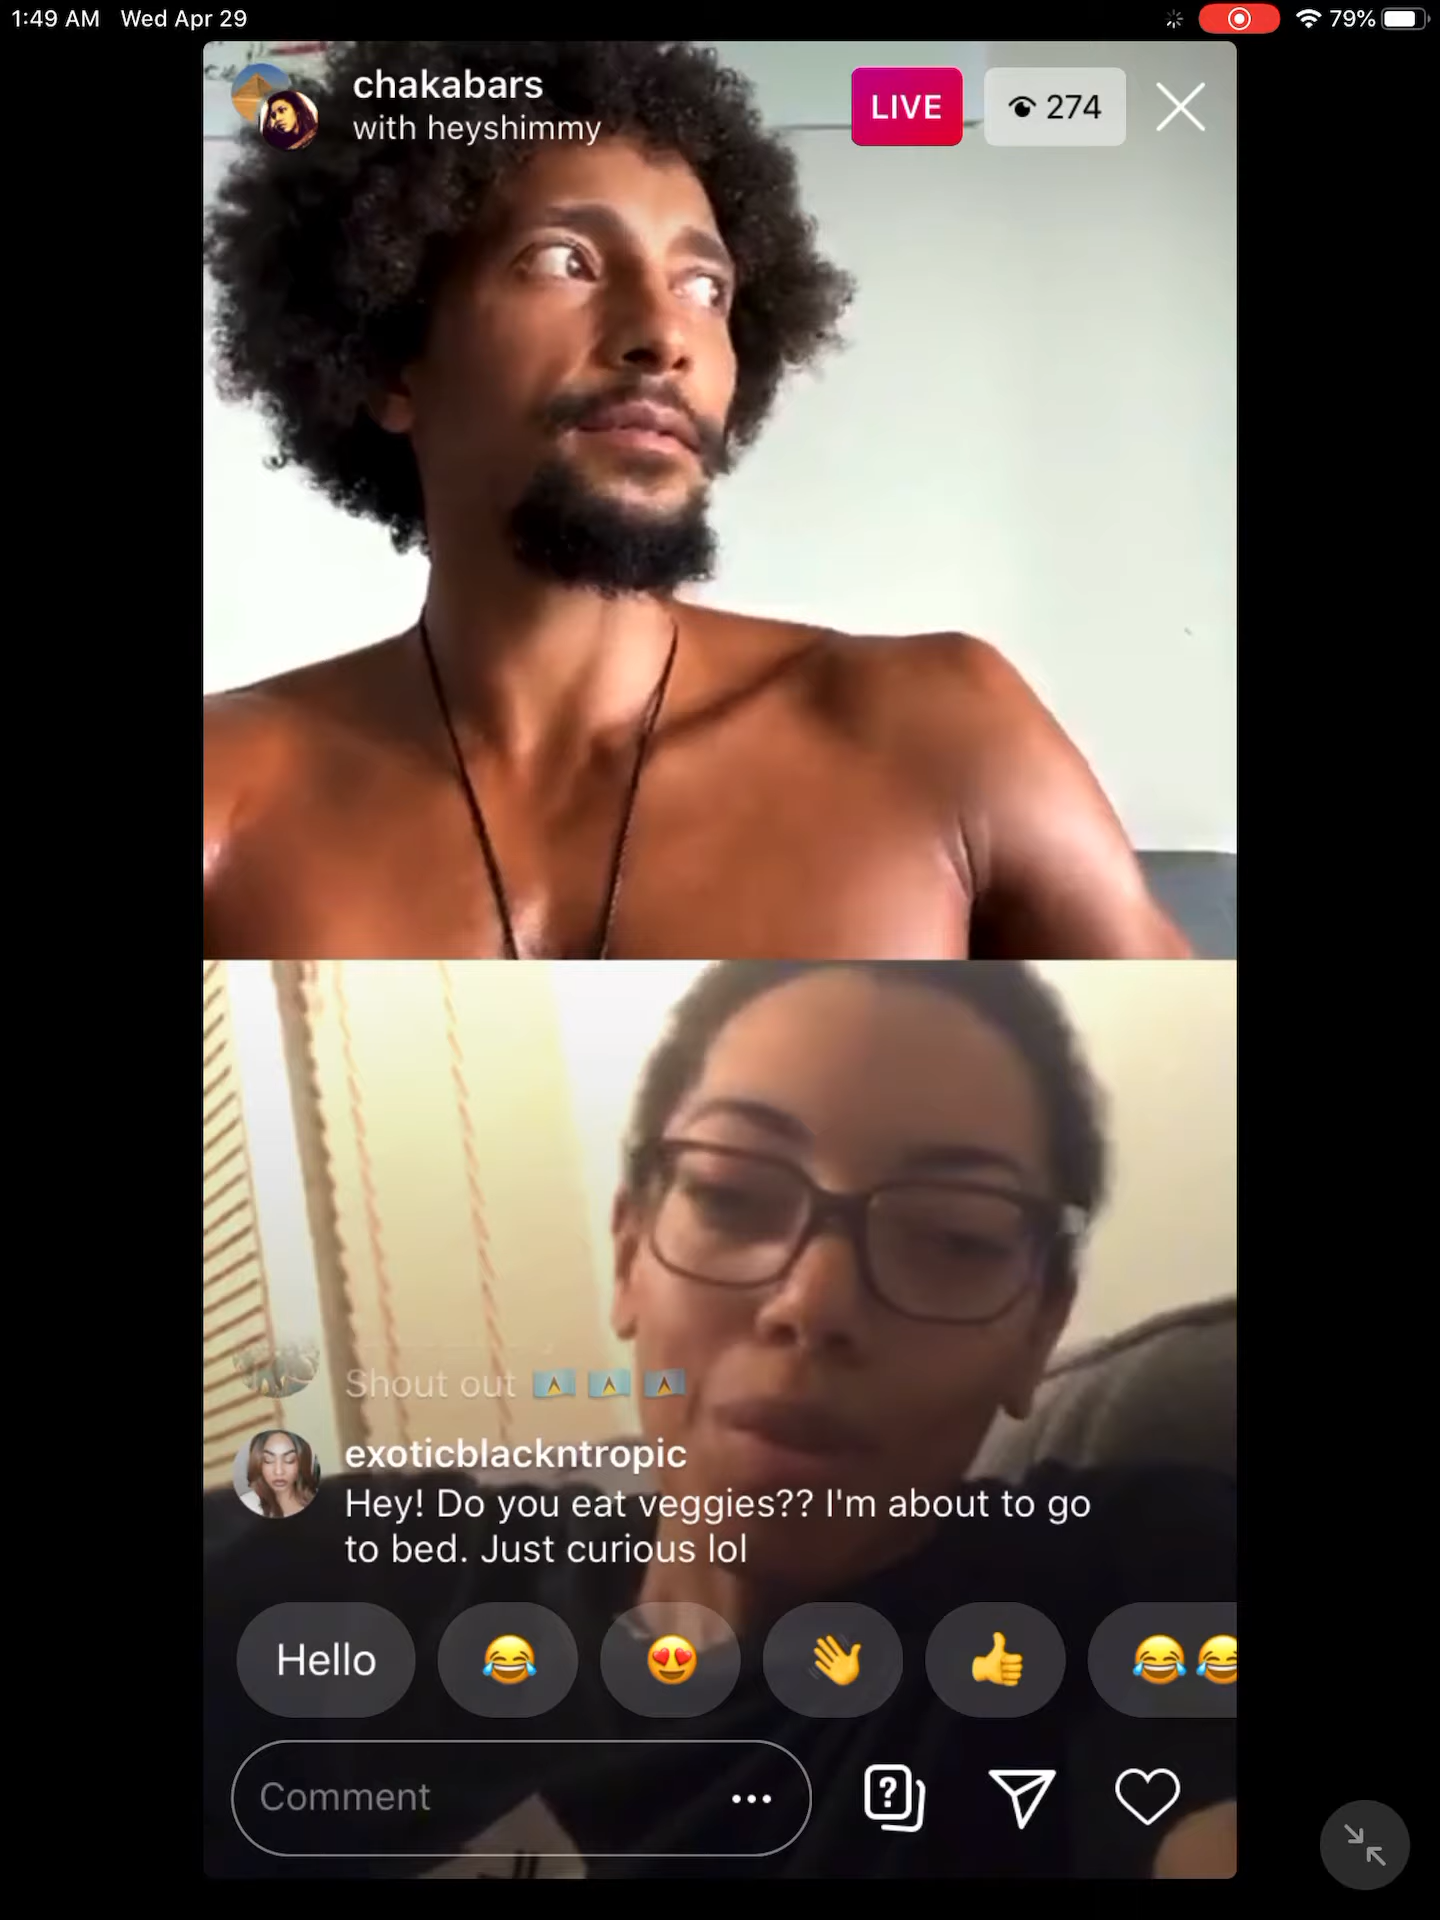 1:49 AM Wed Apr 29
79%
chakabars
with heyshimmy
LIVE
274
Shout out
exoticblackntropic
Hey! Do you eat veggies?? I'm about to go
to bed. Just curious lol
Hello
Comment